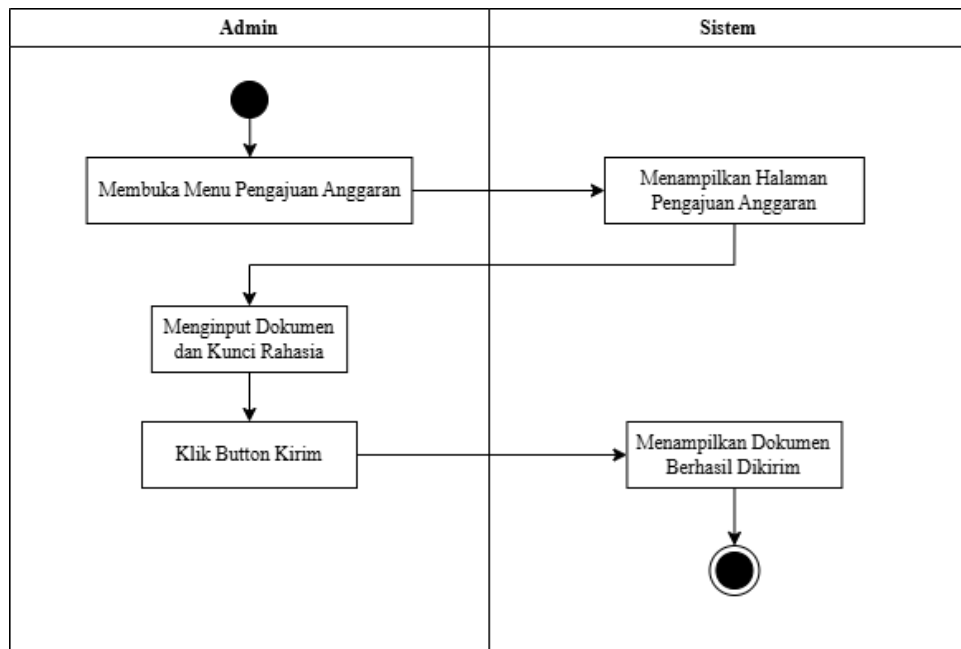 Admin
Sistem
Membuka Menu Pengajuan Anggaran
Menampilkan Halaman
Pengajuan Anggaran
Menginput Dokumen
dan Kunci Rahasia
Klik Button Kirim
Menampilkan Dokumen
Berhasil Dikirim